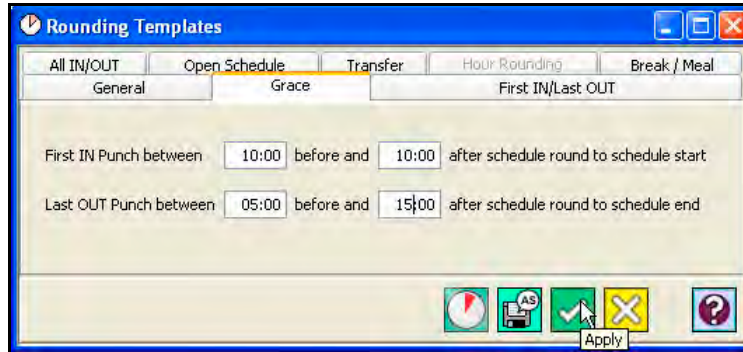 Rounding Templates
All IN/OUT Open Schedule Transfer Hour Rounding Break / Meal
General Grace First IN/Last OUT
First IN Punch between 10:00 before and 10:00 after schedule round to schedule start
Last OUT Punch between 05:00 before and 15:00 after schedule round to schedule end
AS
?
Apply